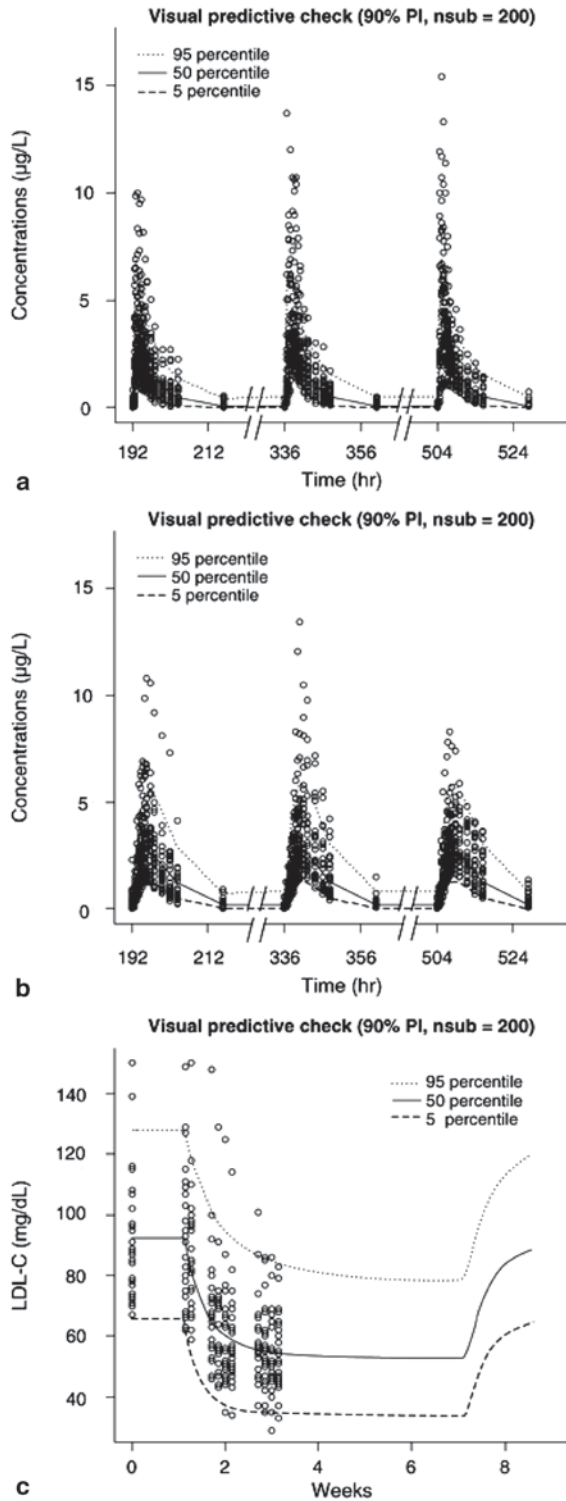 Visual predictive check (90% PI, nsub = 200)
95 percentile
50 percentile
5 percentile
15
10
5
0
Concentrations (µg/L)
192 212 336 356 504 524
Time (hr)
a
Visual predictive check (90% PI, nsub = 200)
95 percentile
50 percentile
5 percentile
15
10
5
0
Concentrations (µg/L)
192 212 336 356 504 524
Time (hr)
b
Visual predictive check (90% PI, nsub = 200)
95 percentile
50 percentile
5 percentile
140
120
100
80
60
40
LDL-C (mg/dL)
0 2 4 6 8
Weeks
c